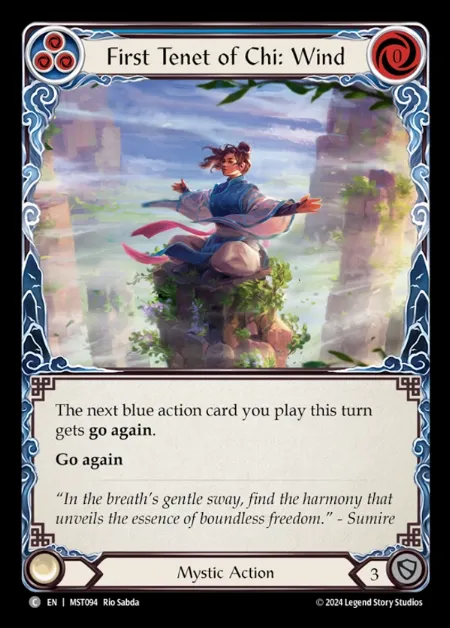 First Tenet of Chi: Wind
0
The next blue action card you play this turn
gets go again.
Go again
“In the breath’s gentle sway, find the harmony that
unveils the essence of boundless freedom.” - Sumire
Mystic Action
3
C EN | MST094 Rio Sabda
© 2024 Legend Story Studios